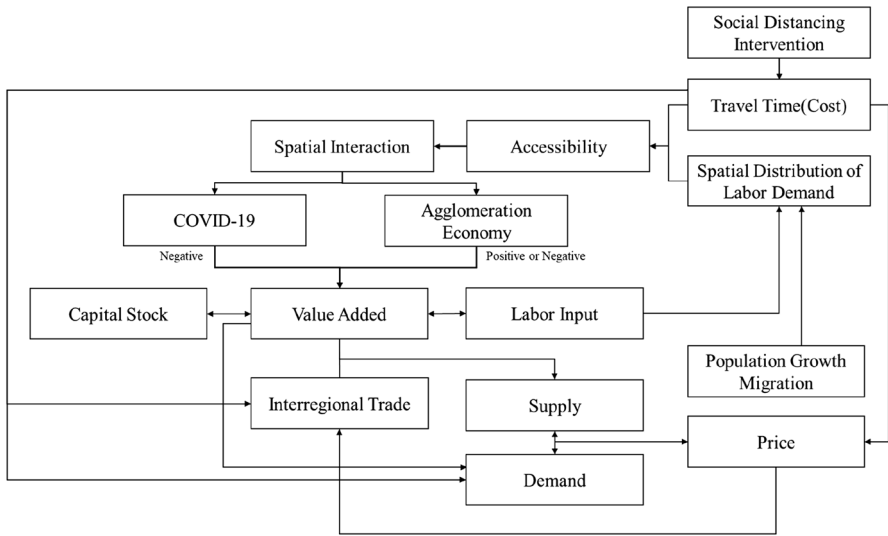 Social Distancing
Intervention
Travel Time(Cost)
Spatial Interaction
Accessibility
Spatial Distribution of
Labor Demand
COVID-19
Agglomeration
Economy
Negative
Positive or Negative
Capital Stock
Value Added
Labor Input
Population Growth
Migration
Interregional Trade
Supply
Price
Demand